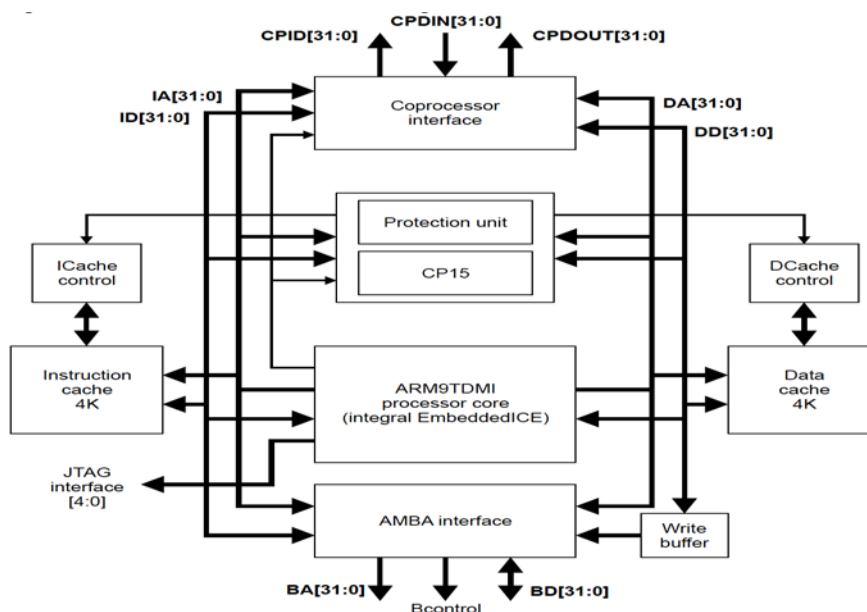 CPID[31:0]
CPDIN[31:0]
CPDOUT[31:0]
IA[31:0]
ID[31:0]
Coprocessor
interface
DA[31:0]
DD[31:0]
Protection unit
CP15
ICache
control
DCache
control
Instruction
cache
4K
ARM9TDMI
processor core
(integral EmbeddedICE)
Data
cache
4K
JTAG
interface
[4:0]
AMBA interface
Write
buffer
BA[31:0]
Bcontrol
BD[31:0]